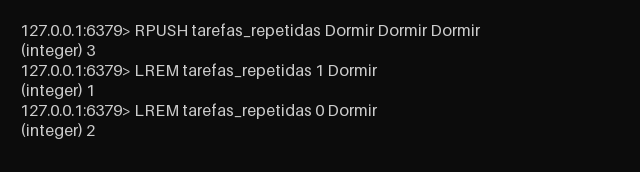 127.0.0.1:6379> RPUSH tarefas_repetidas Dormir Dormir Dormir
(integer) 3
127.0.0.1:6379> LREM tarefas_repetidas 1 Dormir
(integer) 1
127.0.0.1:6379> LREM tarefas_repetidas 0 Dormir
(integer) 2